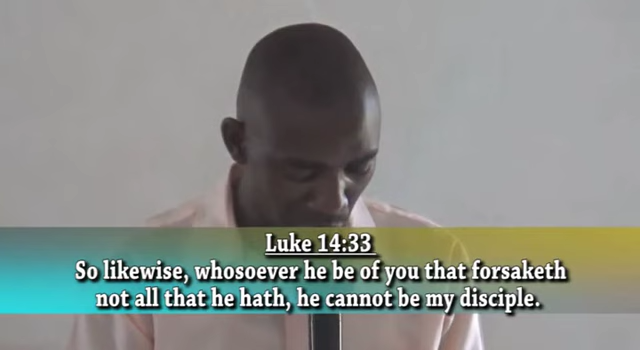 Luke 14:33
So likewise, whosoever he be of you that forsaketh
not all that he hath, he cannot be my disciple.